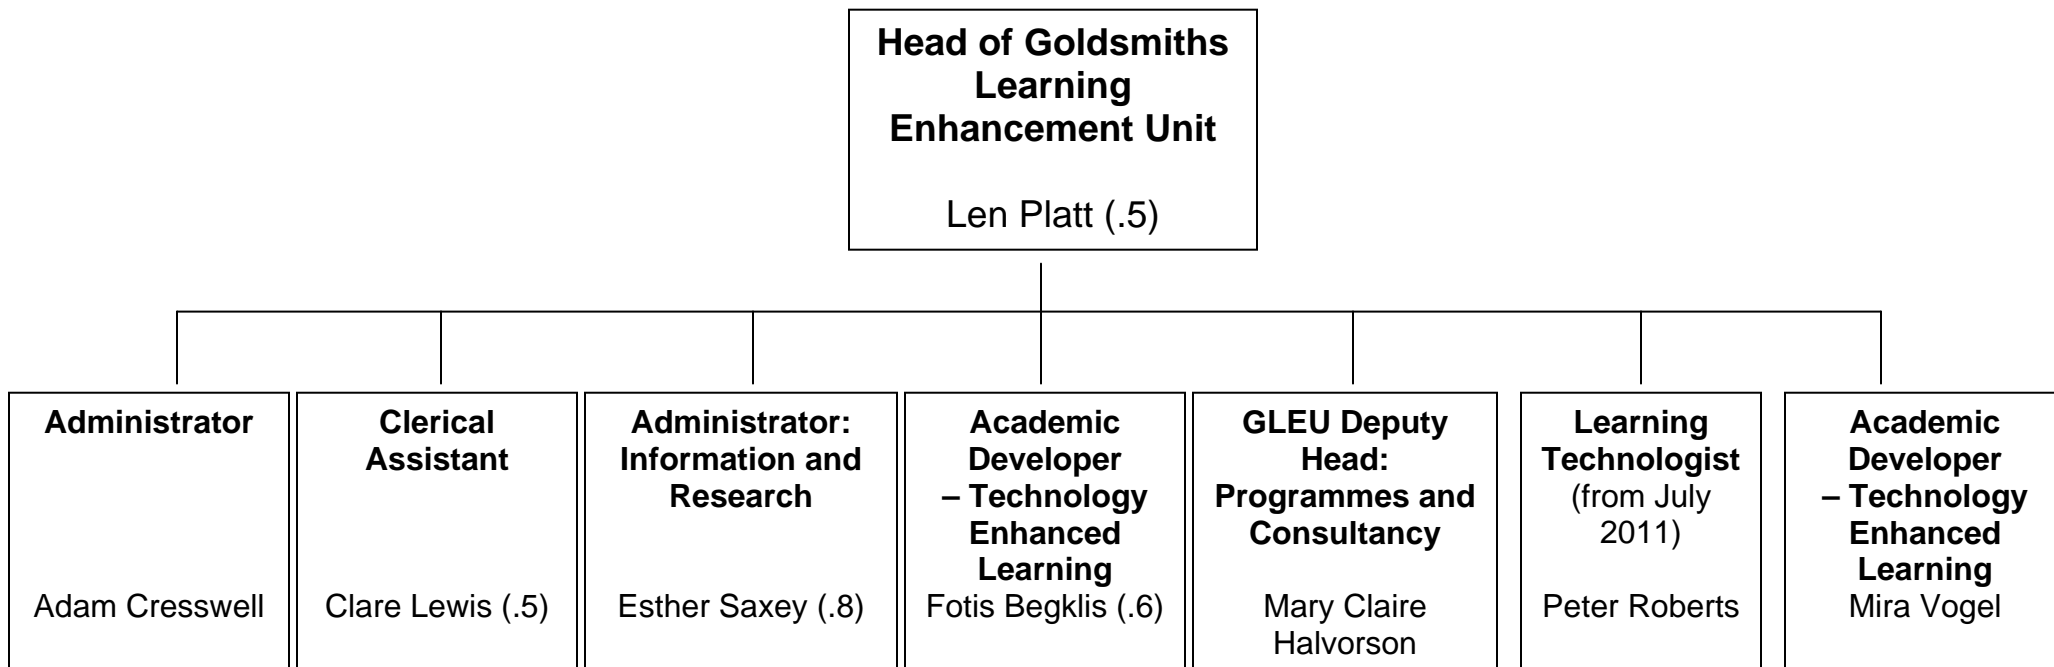 Head of Goldsmiths
Learning
Enhancement Unit
Len Platt (.5)
Administrator
Adam Cresswell
Clerical
Assistant
Clare Lewis (.5)
Administrator:
Information and
Research
Esther Saxey (.8)
Academic
Developer
– Technology
Enhanced
Learning
Fotis Begklis (.6)
GLEU Deputy
Head:
Programmes and
Consultancy
Mary Claire
Halvorson
Learning
Technologist
(from July
2011)
Peter Roberts
Academic
Developer
– Technology
Enhanced
Learning
Mira Vogel